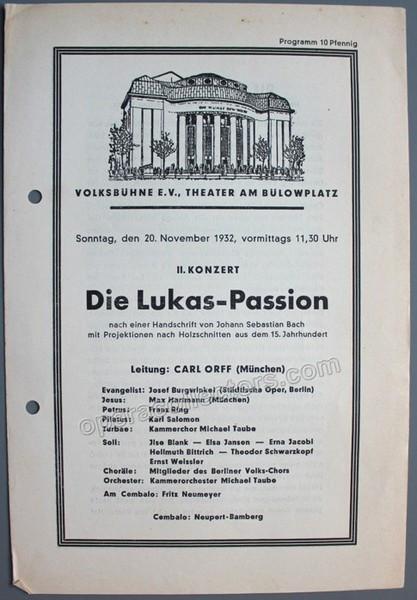 Programm 10 Pfennig
VOLKSBÜHNE E.V., THEATER AM BÜLOWPLATZ
Sonntag, den 20. November 1932, vormittags 11,30 Uhr
II. KONZERT
Die Lukas-Passion
nach einer Handschrift von Johann Sebastian Bach
mit Projektionen nach Holzschnitten aus dem 15. Jahrhundert
Leitung: CARL ORFF (München)
Evangelist: Josef Burgwinkel (Städtische Oper, Berlin)
Jesus: Max Hartmann (München)
Petrus: Franz Ring
Pilatus: Karl Salomon
Turbae: Kammerchor Michael Taube
Soli: Jlse Blank — Elsa Jansen — Erna Jacobi
Hellmuth Bittrich — Theodor Schwarzkopf
Ernst Weissler
Choräle: Mitglieder des Berliner Volks-Chors
Orchester: Kammerorchester Michael Taube
Am Cembalo: Fritz Neumeyer
Cembalo: Neupert-Bamberg